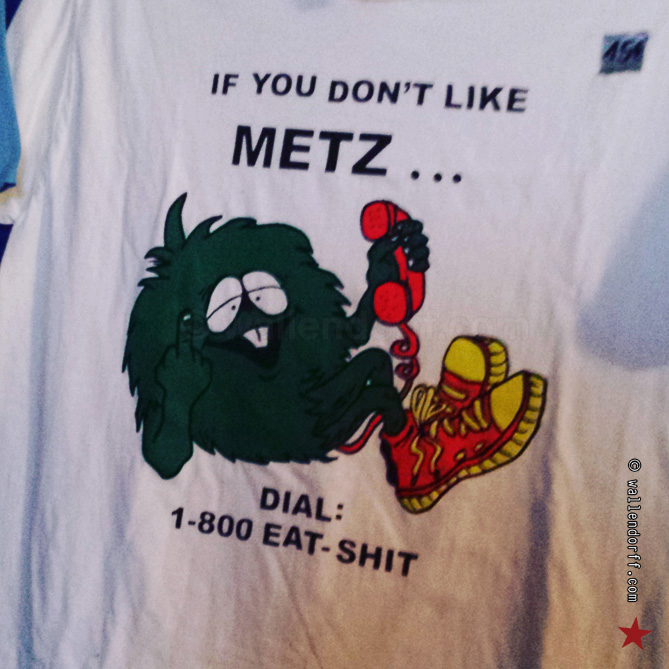 IF YOU DON'T LIKE
METZ ...
DIAL:
1-800 EAT-SHIT
© wallendorff.com